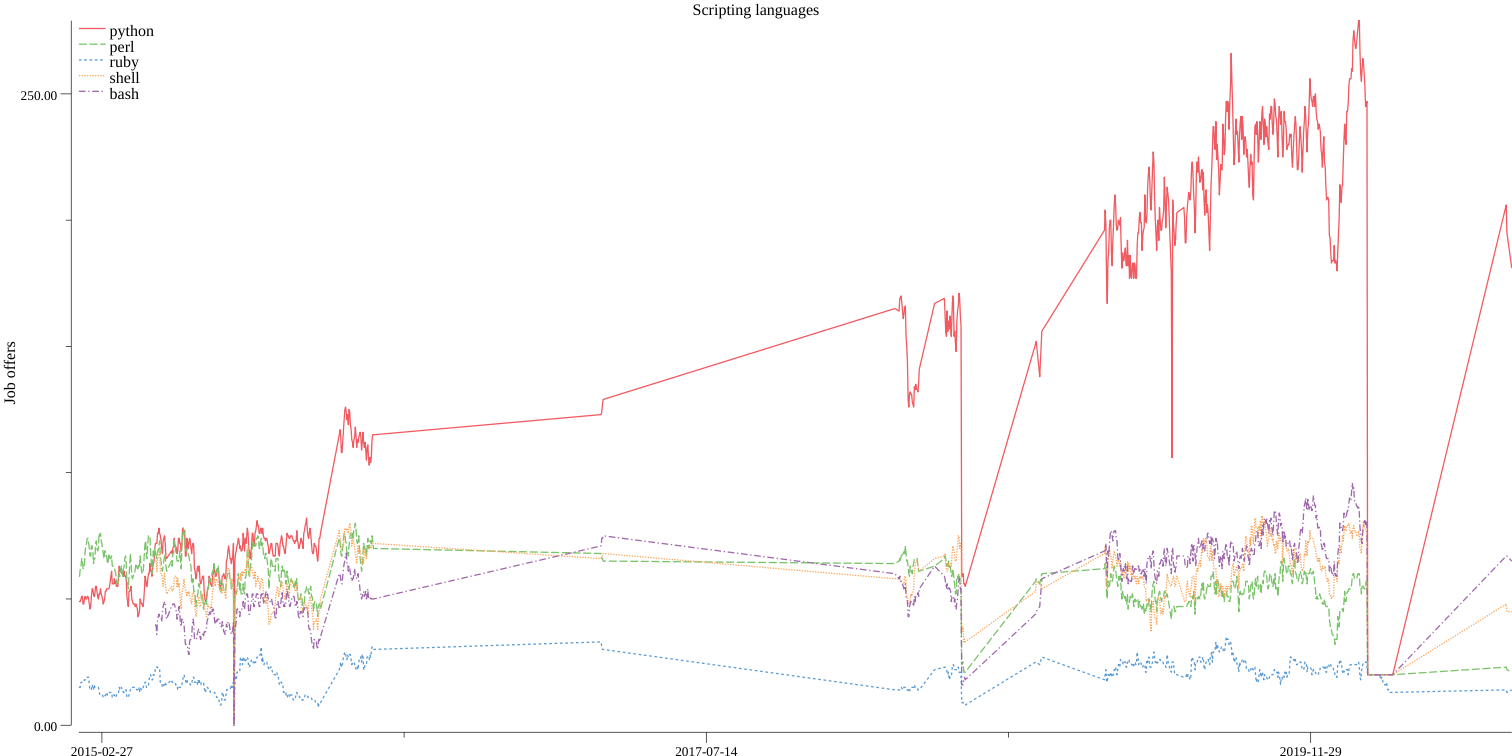 Scripting languages
python
perl
ruby
shell
bash
250.00
Job offers
0.00
2015-02-27
2017-07-14
2019-11-29